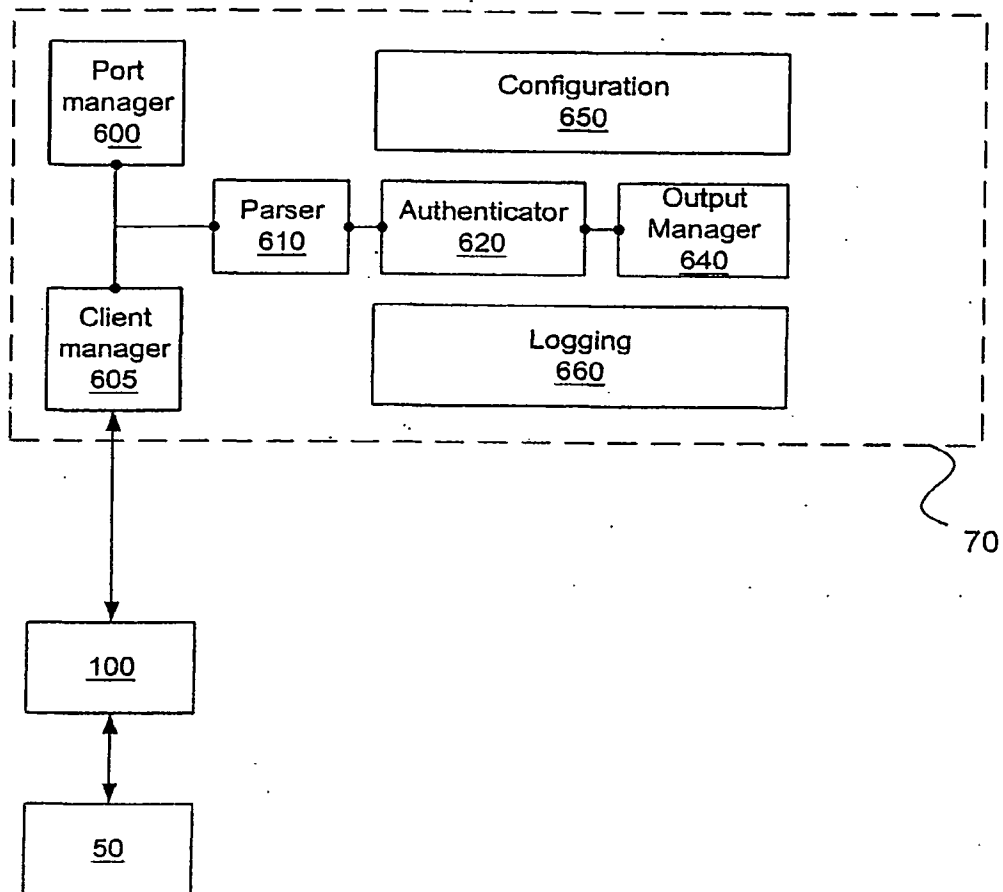 Port
manager
600
Configuration
650
Parser
610
Authenticator
620
Output
Manager
640
Client
manager
605
Logging
660
70
100
50